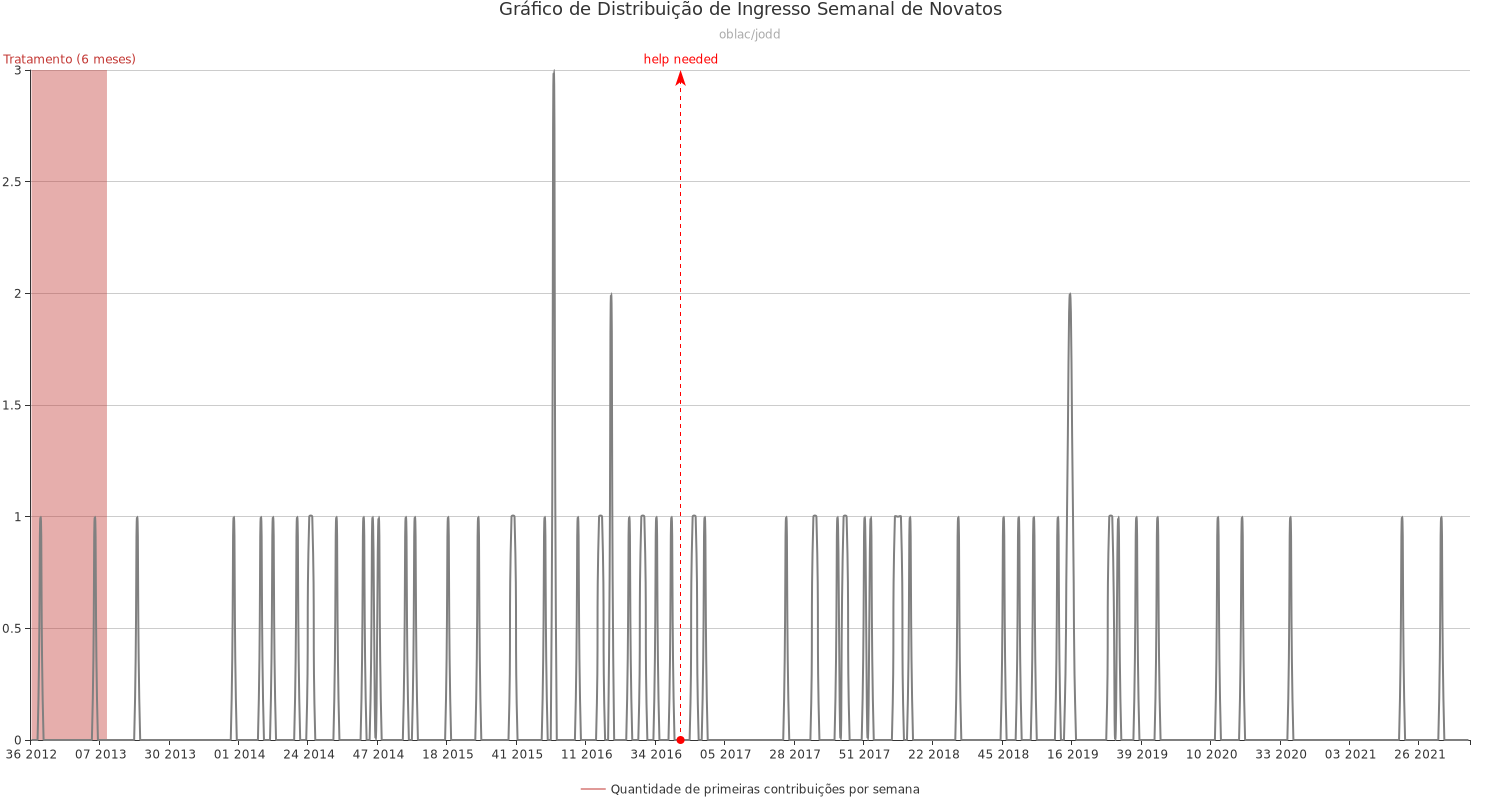 Gráfico de Distribuição de Ingresso Semanal de Novatos
oblac/jodd
Tratamento (6 meses)
help needed
3
2.5
2
1.5
1
0.5
0
36 2012 07 2013 30 2013 01 2014 24 2014 47 2014 18 2015 41 2015 11 2016 34 2016 05 2017 28 2017 51 2017 22 2018 45 2018 16 2019 39 2019 10 2020 33 2020 03 2021 26 2021
Quantidade de primeiras contribuições por semana